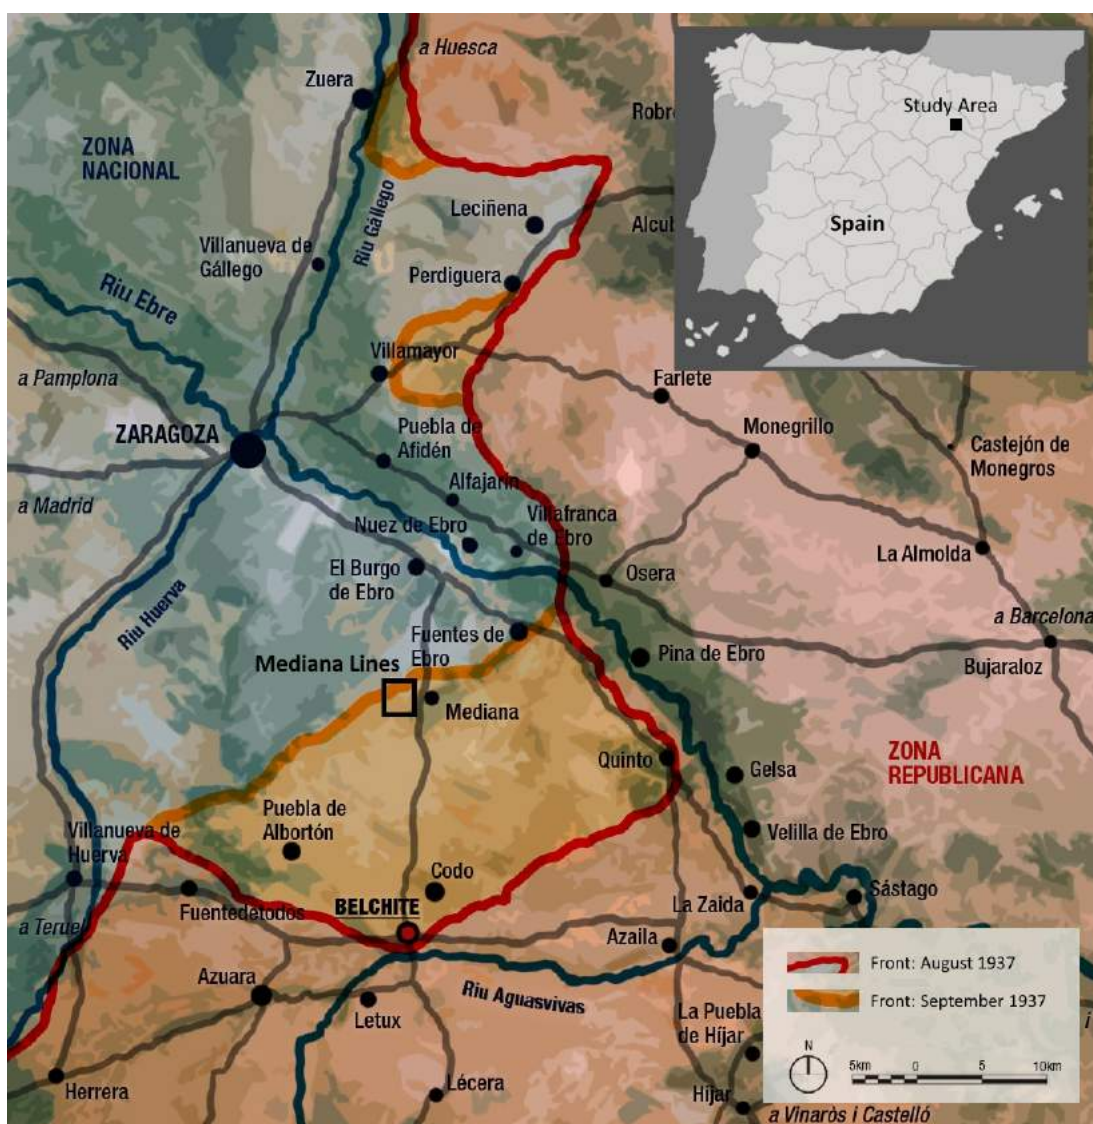 a Huesca
Zuera
Robre
ZONA
NACIONAL
Study Area
Spain
Riu Gállego
Leciñena
Alcub
Villanueva de
Gállego
Perdiguera
Riu Ebre
Villamayor
a Pamplona
Farlete
ZARAGOZA
Puebla de
Afidén
Monegrillo
Castejón de
Monegros
a Madrid
Alfajarín
Nuez de Ebro
Villafranca
de Ebro
La Almolda
El Burgo
de Ebro
Osera
Riu Huerva
a Barcelona
Fuentes de
Ebro
Pina de Ebro
Bujaraloz
Mediana Lines
Mediana
Quinto
Gelsa
ZONA
REPUBLICANA
Puebla de
Albortón
Velilla de Ebro
Villanueva de
Huerva
Codo
Fuentedetodos
BELCHITE
La Zaida
Sástago
a Teruel
Azaila
Azuara
Riu Aguasvivas
Letux
La Puebla
de Híjar
Front: August 1937
Front: September 1937
i
N
5km
0
5
10km
Herrera
Lécera
Híjar
a Vinaròs i Castelló